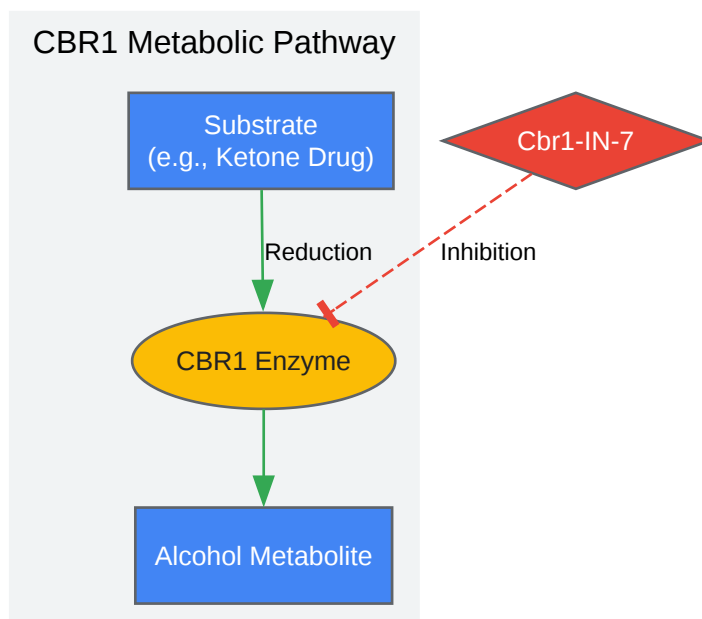 CBR1 Metabolic Pathway
Substrate
(e.g., Ketone Drug)
Cbr1-IN-7
Reduction
Inhibition
CBR1 Enzyme
Alcohol Metabolite